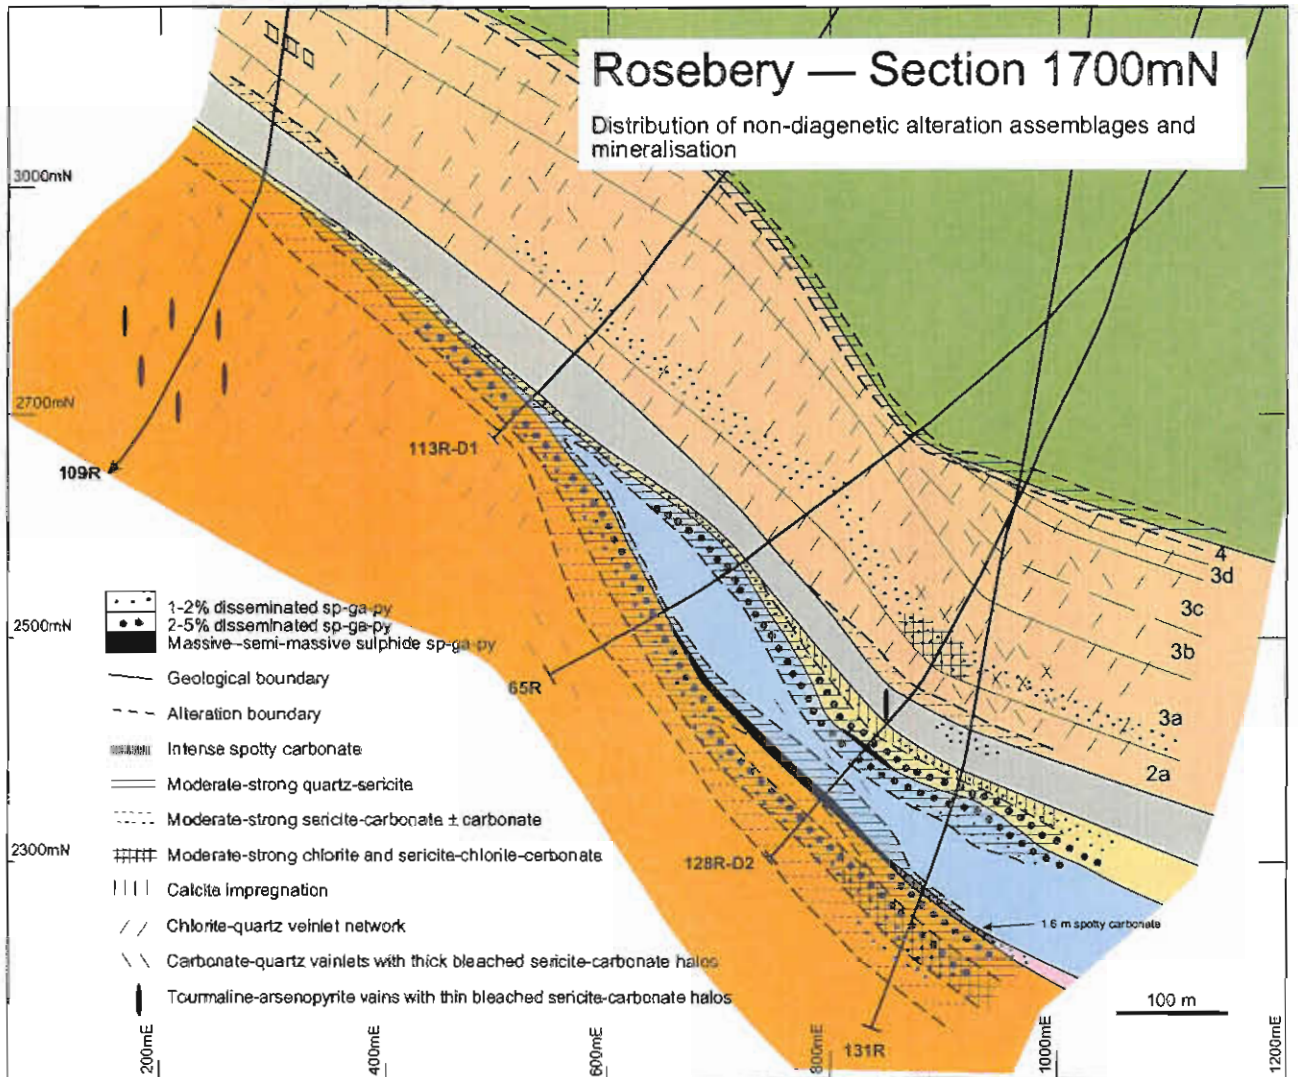 Rosebery — Section 1700mN
Distribution of non-diagenetic alteration assemblages and
mineralisation
3000mN
2700mN
109R
113R-D1
4
3d
3c
3b
3a
2a
1-2% disseminated sp-ga-py
2-5% disseminated sp-ga-py
Massive-semi-massive sulphide sp-ga-py
2500mN
Geological boundary
65R
Alteration boundary
Intense spotty carbonate
Moderate-strong quartz-sericite
Moderate-strong sericite-carbonate ± carbonate
2300mN
Moderate-strong chlorite and sericite-chlorite-cerbonate
128R-D2
Calcite impregnation
Chlorite-quartz veinlet network
1.6 m spotty carbonate
Carbonate-quartz vainlets with thick bleached sericite-carbonate halos
Tourmaline-arsenopyrite vains with thin bleached sericite-carbonate halos
100 m
131R
200mE
400mE
600mE
800mE
1000mE
1200mE